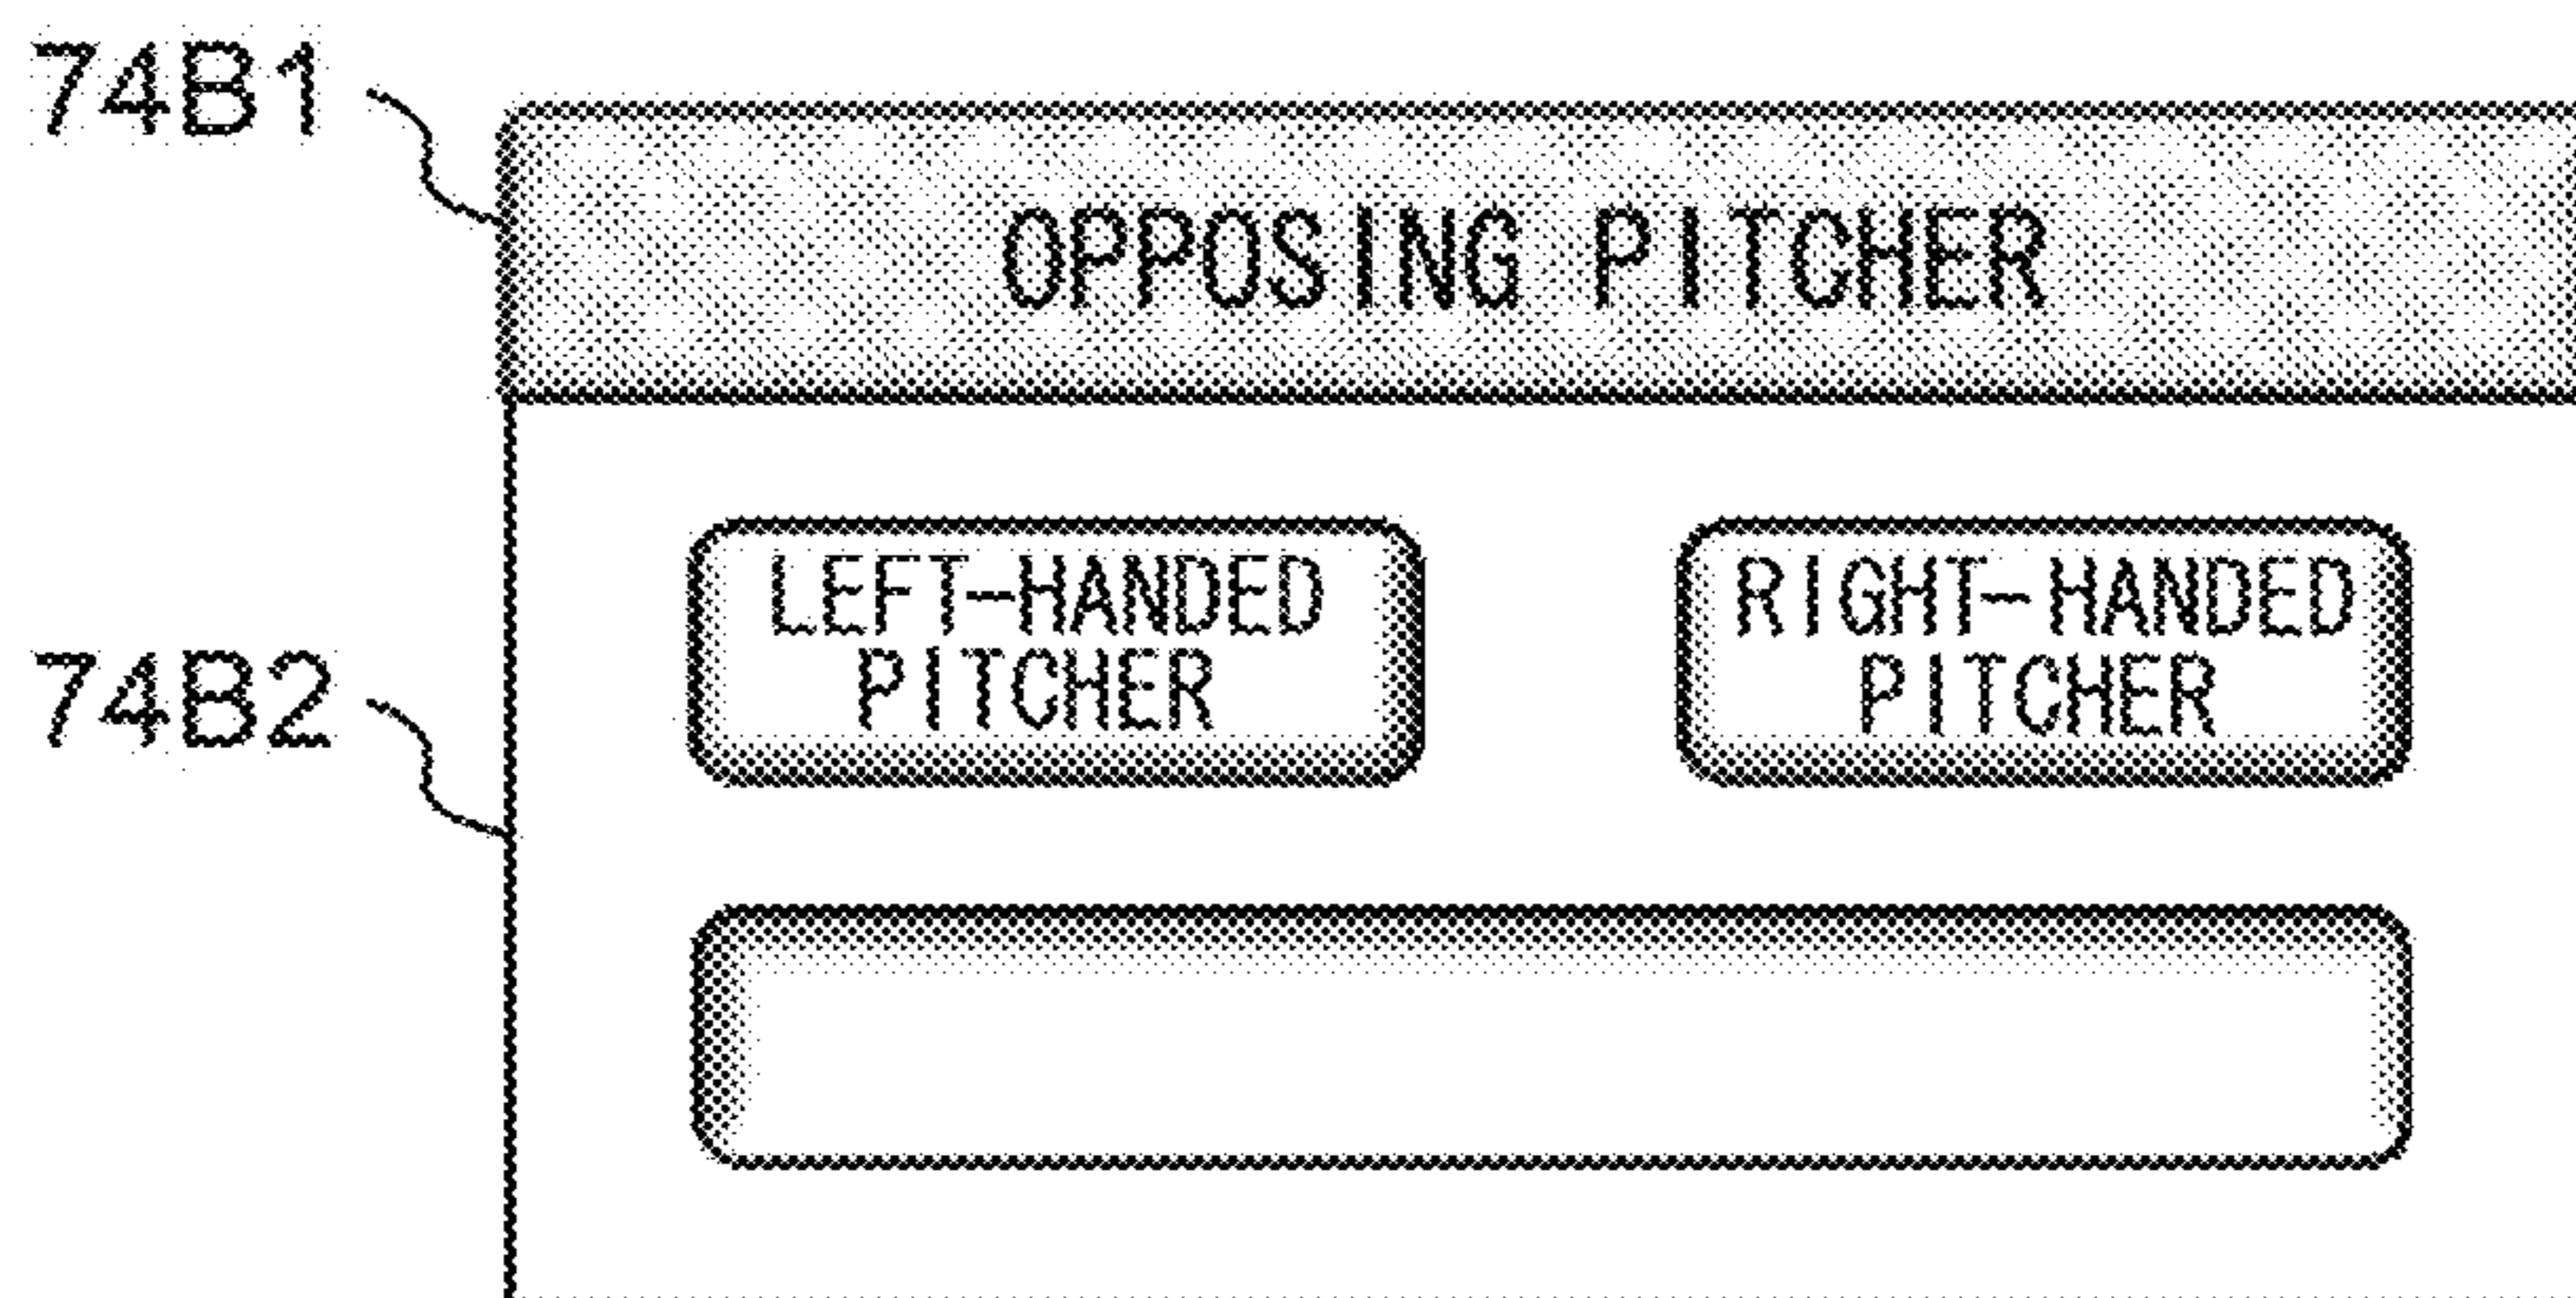 74B1
OPPOSING PITCHER
LEFT-HANDED
PITCHER
RIGHT-HANDED
PITCHER
74B2